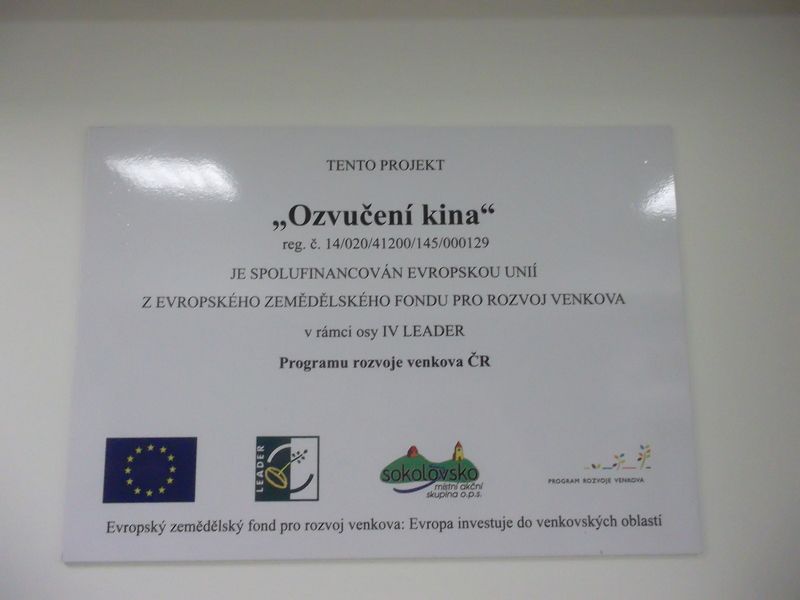 TENTO PROJEKT
„Ozvučení kina“
reg. č. 14/020/41200/145/000129
JE SPOLUFINANCOVÁN EVROPSKOU UNIÍ
Z EVROPSKÉHO ZEMĚDĚLSKÉHO FONDU PRO ROZVOJ VENKOVA
v rámci osy IV LEADER
Programu rozvoje venkova ČR
LEADER
sokolovsko
místní akční
skupina o.p.s.
PROGRAM ROZVOJE VENKOVA
Evropský zemědělský fond pro rozvoj venkova: Evropa investuje do venkovských oblastí